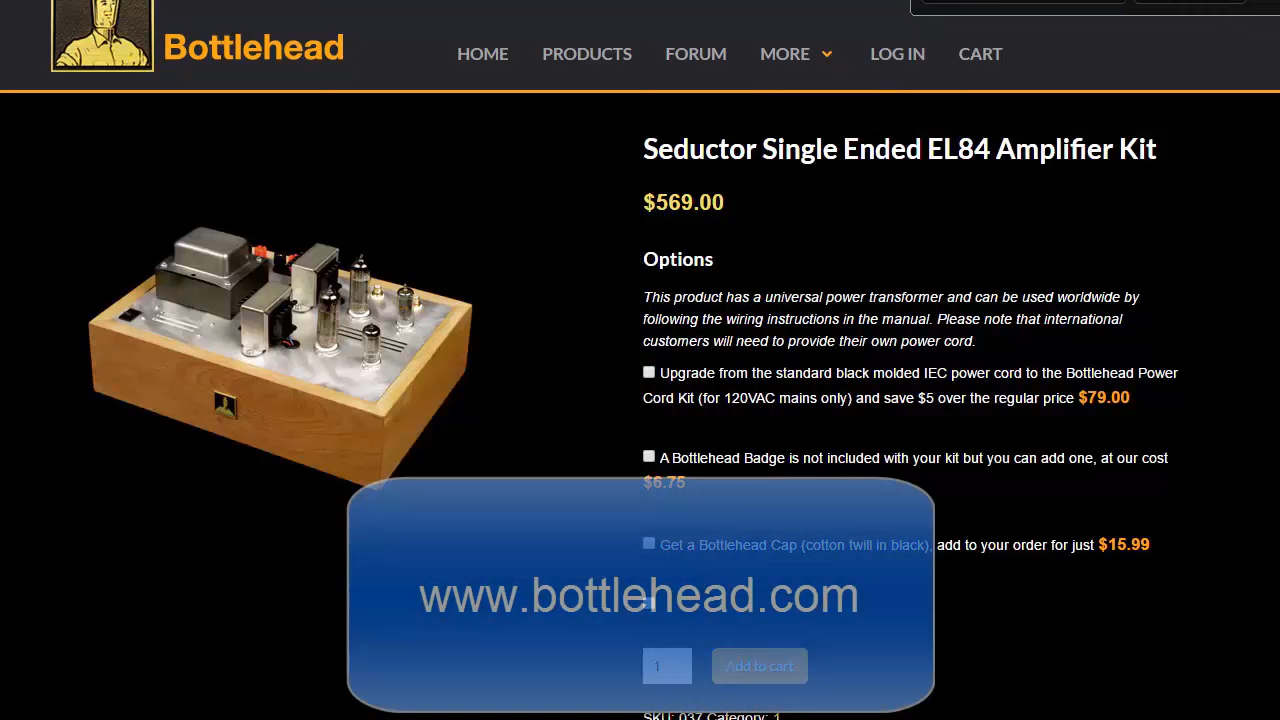 Bottlehead
HOME PRODUCTS FORUM MORE LOG IN CART
Seductor Single Ended EL84 Amplifier Kit
$569.00
Options
This product has a universal power transformer and can be used worldwide by
following the wiring instructions in the manual. Please note that international
customers will need to provide their own power cord.
Upgrade from the standard black molded IEC power cord to the Bottlehead Power
Cord Kit (for 120VAC mains only) and save $5 over the regular price $79.00
A Bottlehead Badge is not included with your kit but you can add one, at our cost
$6.75
Get a Bottlehead Cap (cotton twill in black), add to your order for just $15.99
www.bottlehead.com
1 Add to cart
SKU: 037 Category: 1